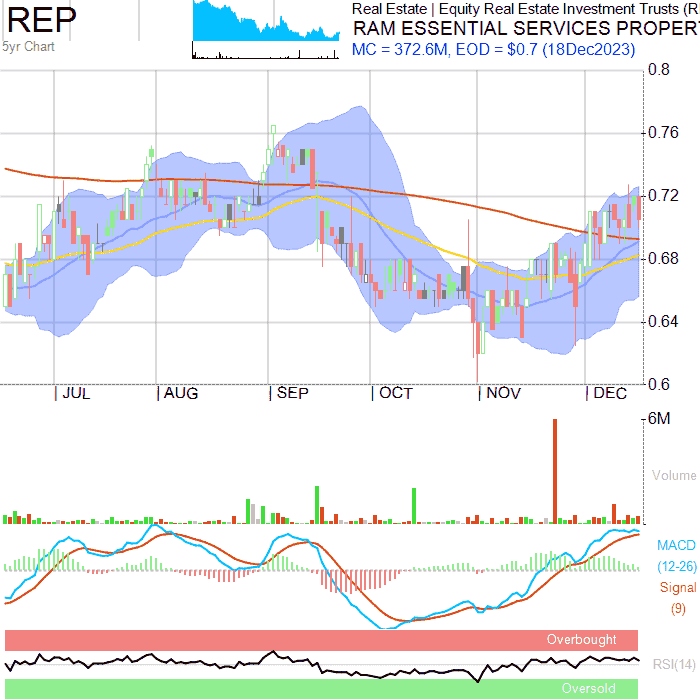 REP
5yr Chart
Real Estate | Equity Real Estate Investment Trusts (R
RAM ESSENTIAL SERVICES PROPER
MC = 372.6M, EOD = $0.7 (18Dec2023)
0.8
0.76
0.72
0.68
0.64
0.6
JUL AUG SEP OCT NOV DEC
6M
Volume
MACD
(12-26)
Signal
(9)
Overbought
RSI(14)
Oversold